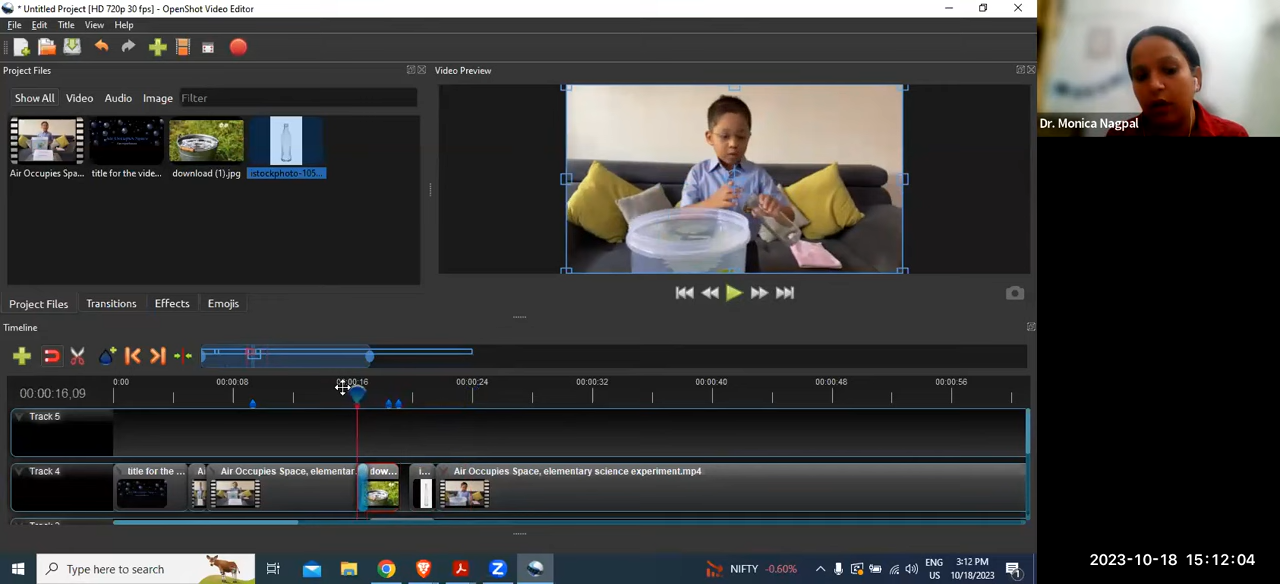 * Untitled Project [HD 720p 30 fps] - OpenShot Video Editor
File Edit Title View Help
Project Files
Video Preview
Show All Video Audio Image Filter
Air Occupies Spa... title for the vide... download (1).jpg istockphoto-105...
Dr. Monica Nagpal
Project Files Transitions Effects Emojis
Timeline
00:00:16,09
0:00 00:00:08 00:00:16 00:00:24 00:00:32 00:00:40 00:00:48 00:00:56
Track 5
Track 4 title for the ... Air Occupies Space, elementar dow... i... Air Occupies Space, elementary science experiment.mp4
Type here to search
NIFTY -0.60%
ENG US
3:12 PM
10/18/2023
1
2023-10-18 15:12:04